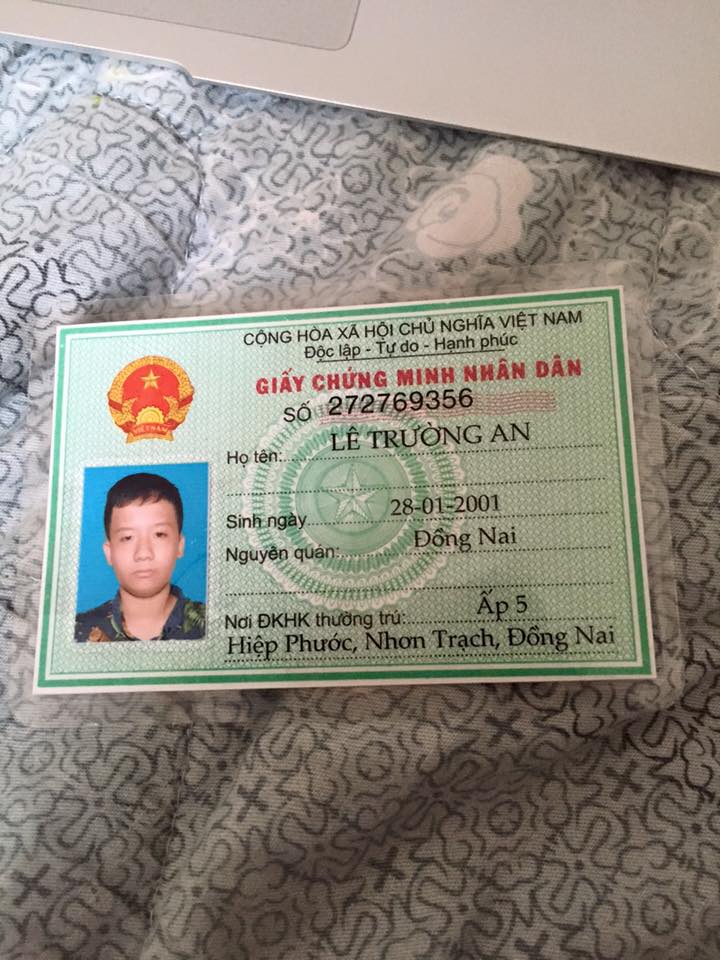 CỘNG HÒA XÃ HỘI CHỦ NGHĨA VIỆT NAM
Độc lập - Tự do - Hạnh phúc
GIẤY CHỨNG MINH NHÂN DÂN
SỐ 272769356
Họ tên: LÊ TRƯỜNG AN
Sinh ngày 28-01-2001
Nguyên quán: Đồng Nai
Nơi ĐKHK thường trú: Ấp 5
Hiệp Phước, Nhơn Trạch, Đồng Nai
VIỆT NAM